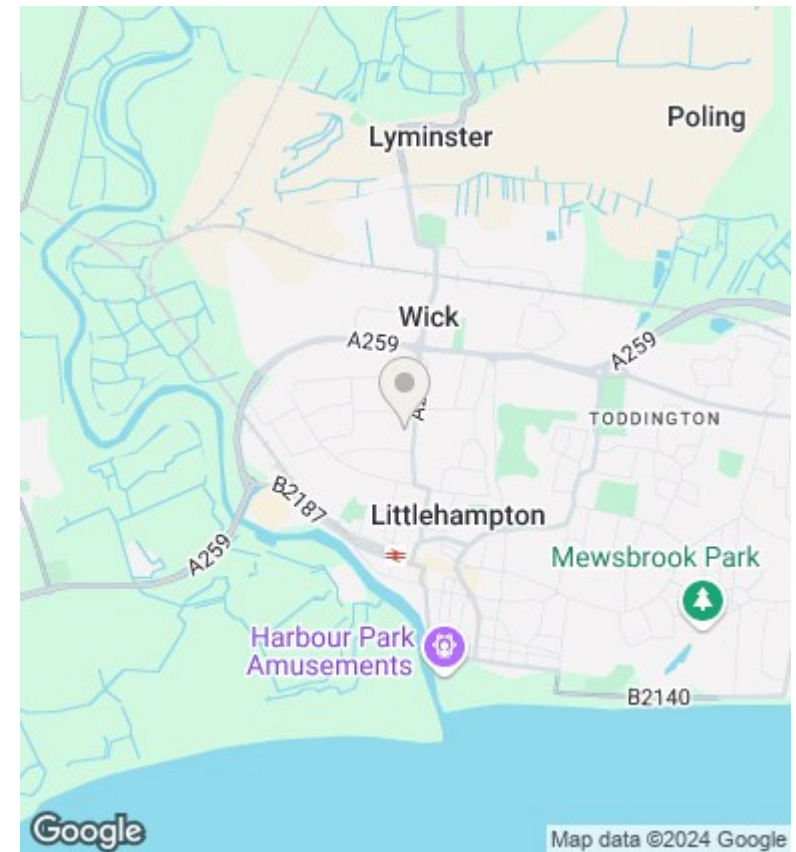 Poling
Lyminster
Wick
A259
A259
TODDINGTON
B2187
Littlehampton
A259
Mewsbrook Park
Harbour Park
Amusements
B2140
Google
Map data ©2024 Google